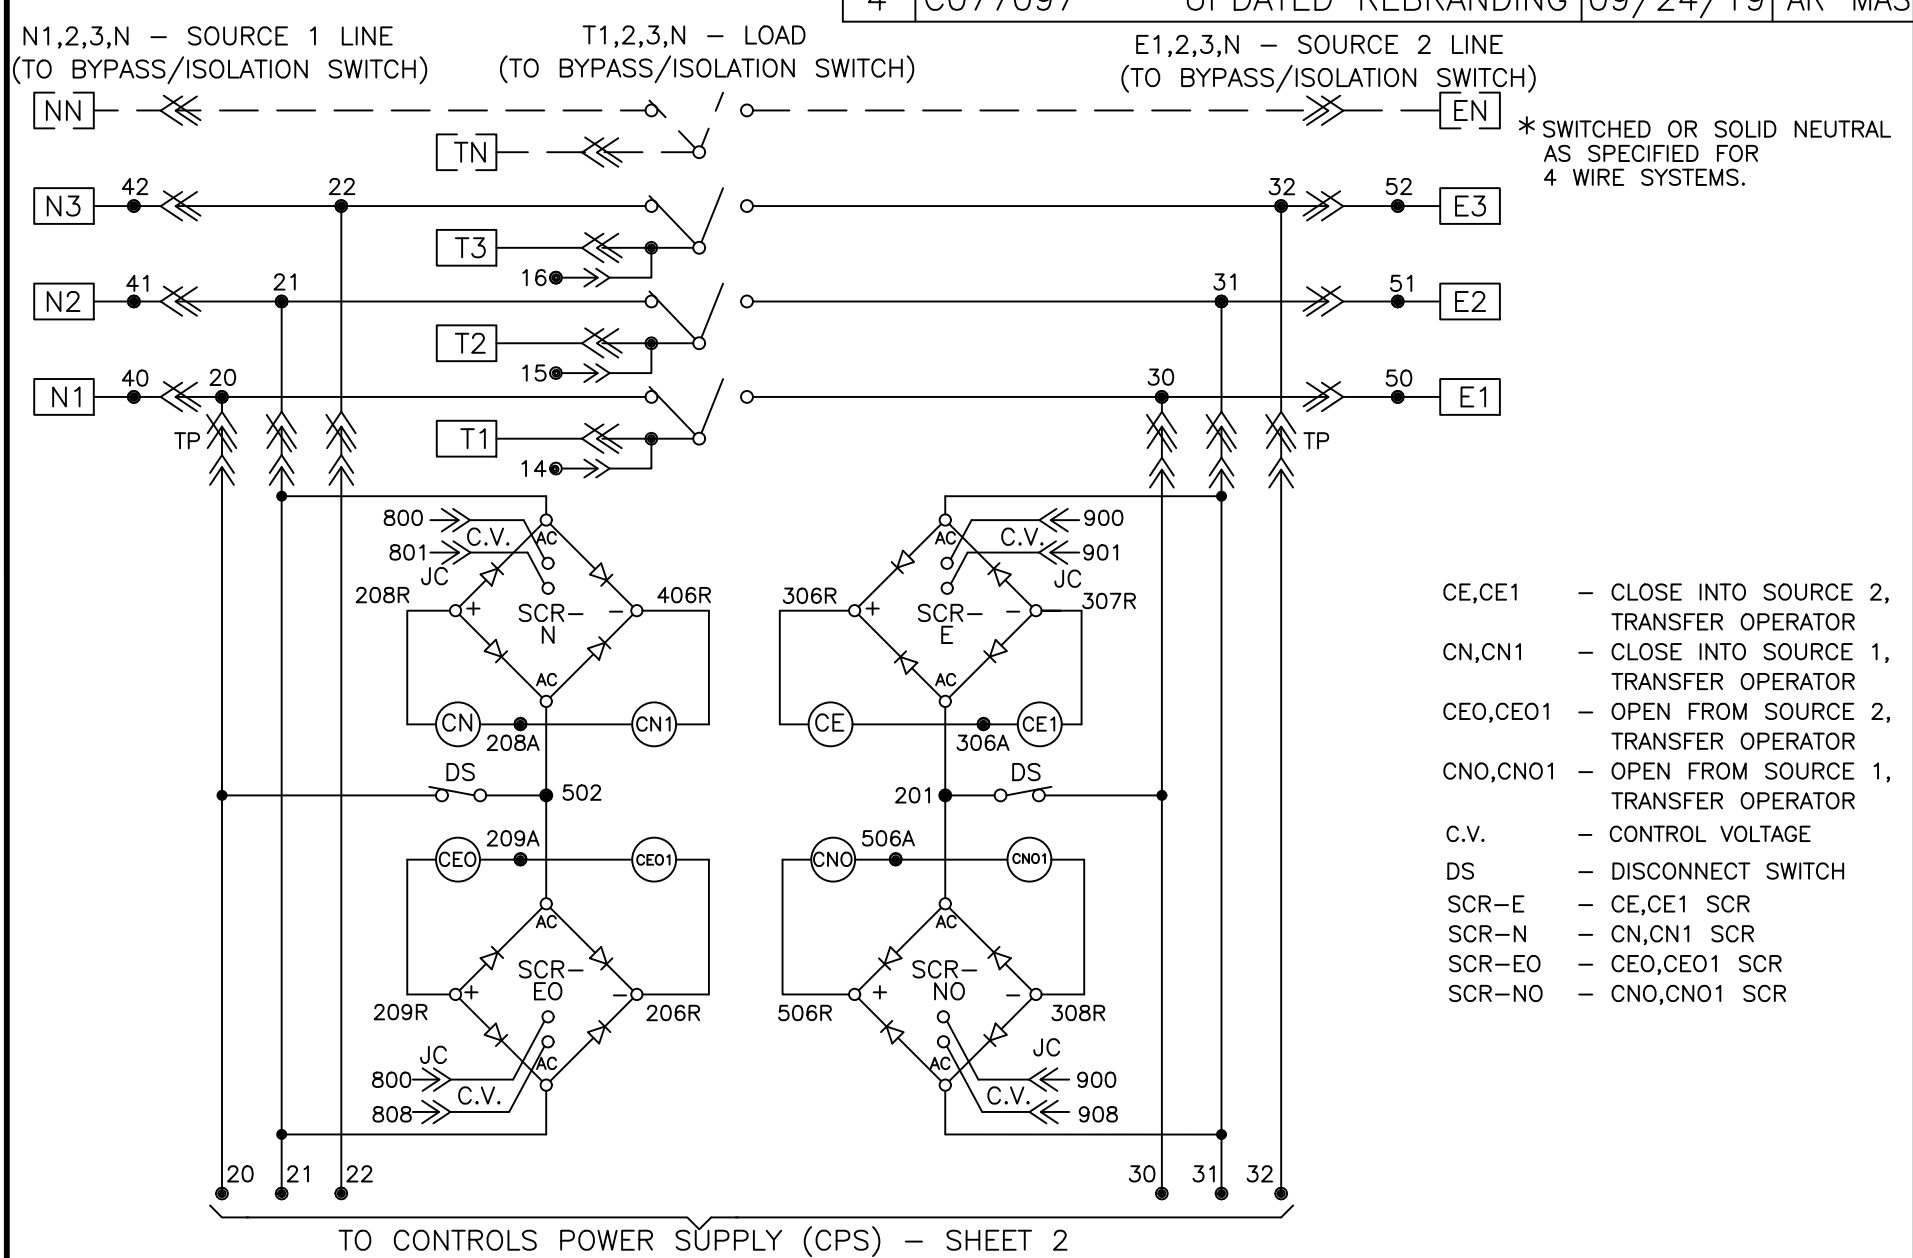 UPDATED REBRANDING
N1,2,3,N – SOURCE 1 LINE
(TO BYPASS/ISOLATION SWITCH)
T1,2,3,N – LOAD
(TO BYPASS/ISOLATION SWITCH)
E1,2,3,N – SOURCE 2 LINE
(TO BYPASS/ISOLATION SWITCH)
NN
EN
* SWITCHED OR SOLID NEUTRAL
AS SPECIFIED FOR
4 WIRE SYSTEMS.
TN
N3 42 22 32 52 E3
T3
16
N2 41 21 31 51 E2
T2
15
N1 40 20 30 50 E1
TP T1 TP
14
800 C.V. AC AC C.V. 900
801 JC JC 901
208R + SCR– – 406R 306R + SCR– – 307R
N E
AC AC
CN 208A CN1 CE 306A CE1
DS 502 201 DS
CEO 209A CEO1 CNO 506A CNO1
AC AC
209R + SCR– – 206R 506R + SCR– – 308R
EO NO
JC AC AC JC
800 C.V. C.V. 900
808 908
20 21 22 30 31 32
TO CONTROLS POWER SUPPLY (CPS) – SHEET 2
CE,CE1 – CLOSE INTO SOURCE 2,
TRANSFER OPERATOR
CN,CN1 – CLOSE INTO SOURCE 1,
TRANSFER OPERATOR
CEO,CEO1 – OPEN FROM SOURCE 2,
TRANSFER OPERATOR
CNO,CNO1 – OPEN FROM SOURCE 1,
TRANSFER OPERATOR
C.V. – CONTROL VOLTAGE
DS – DISCONNECT SWITCH
SCR–E – CE,CE1 SCR
SCR–N – CN,CN1 SCR
SCR–EO – CEO,CEO1 SCR
SCR–NO – CNO,CNO1 SCR